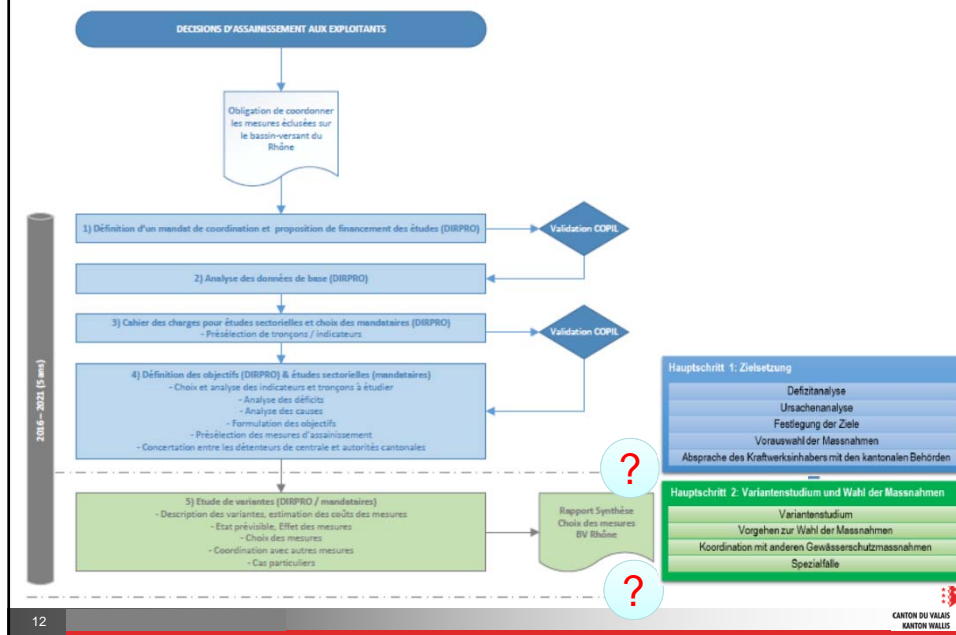 DECISIONS D'ASSAINISSEMENT AUX EXPLOITANTS
Obligation de coordonner
les mesures éclusées sur
le bassin-versant du
Rhône
1) Définition d'un mandat de coordination et proposition de financement des études (DIRPRO)
Validation COPIL
2) Analyse des données de base (DIRPRO)
3) Cahier des charges pour études sectorielles et choix des mandataires (DIRPRO)
- Présélection de tronçons / indicateurs
Validation COPIL
4) Définition des objectifs (DIRPRO) & études sectorielles (mandataires)
- Choix et analyse des indicateurs et tronçons à étudier
- Analyse des déficits
- Analyse des causes
- Formulation des objectifs
- Présélection des mesures d'assainissement
- Concertation entre les détenteurs de centrale et autorités cantonales
2016 – 2021 (5 ans)
?
5) Etude de variantes (DIRPRO / mandataires)
- Description des variantes, estimation des coûts des mesures
- Etat prévisible, Effet des mesures
- Choix des mesures
- Coordination avec autres mesures
- Cas particuliers
Rapport Synthèse
Choix des mesures
BV Rhône
?
Hauptschritt 1: Zielsetzung
Defizitanalyse
Ursachenanalyse
Festlegung der Ziele
Vorauswahl der Massnahmen
Absprache des Kraftwerksinhabers mit den kantonalen Behörden
Hauptschritt 2: Variantenstudium und Wahl der Massnahmen
Variantenstudium
Vorgehen zur Wahl der Massnahmen
Koordination mit anderen Gewässerschutzmassnahmen
Spezialfälle
12
CANTON DU VALAIS
KANTON WALLIS